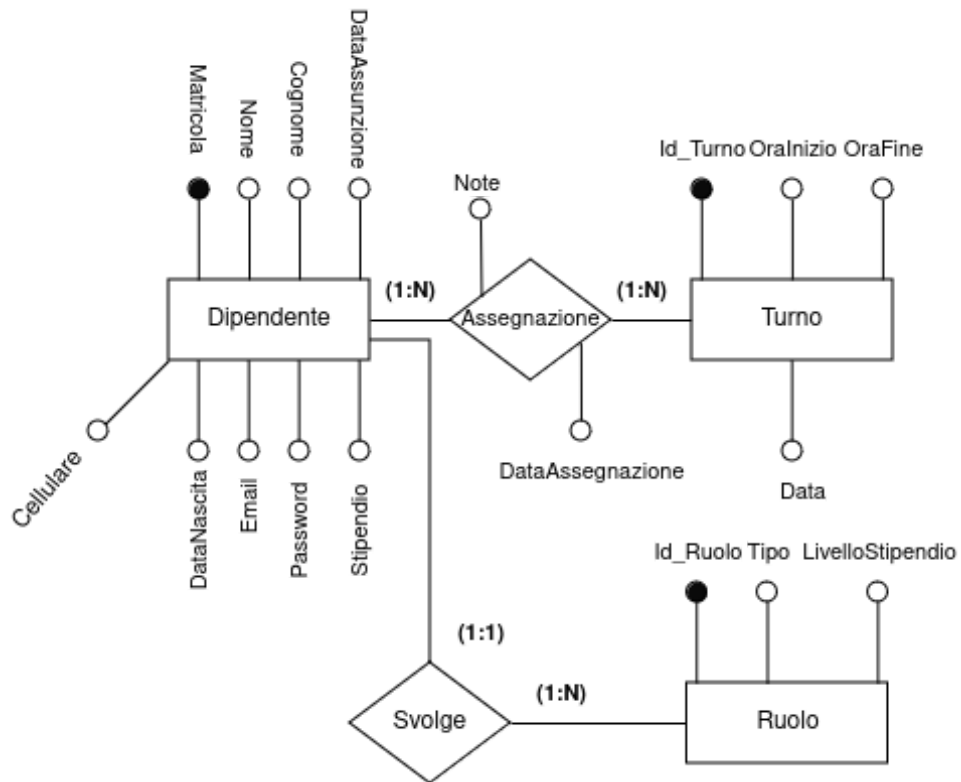 Matricola
Nome
Cognome
DataAssunzione
Note
Id_Turno OraInizio OraFine
(1:N)
(1:N)
Dipendente
Assegnazione
Turno
Cellulare
DataNascita
Email
Password
Stipendio
DataAssegnazione
Data
Id_Ruolo Tipo LivelloStipendio
(1:1)
(1:N)
Svolge
Ruolo